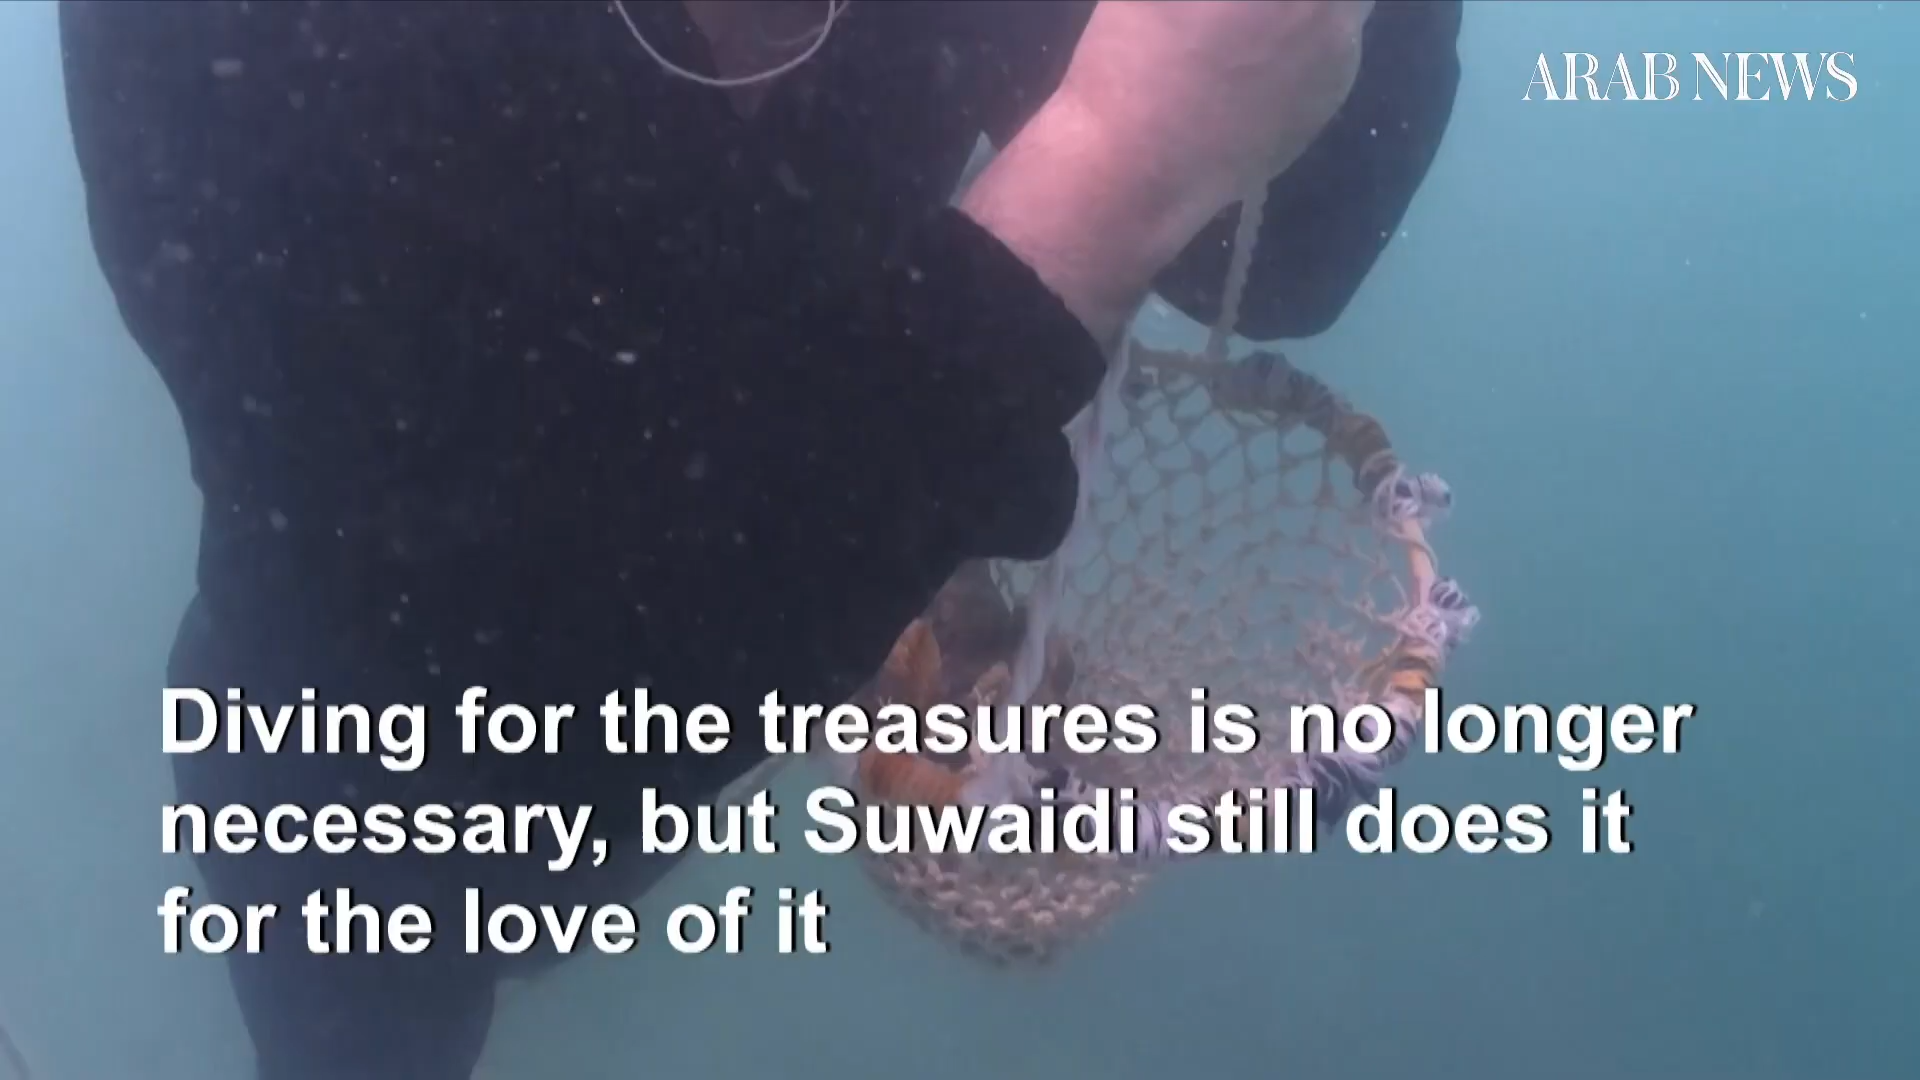 ARAB NEWS
Diving for the treasures is no longer
necessary, but Suwaidi still does it
for the love of it